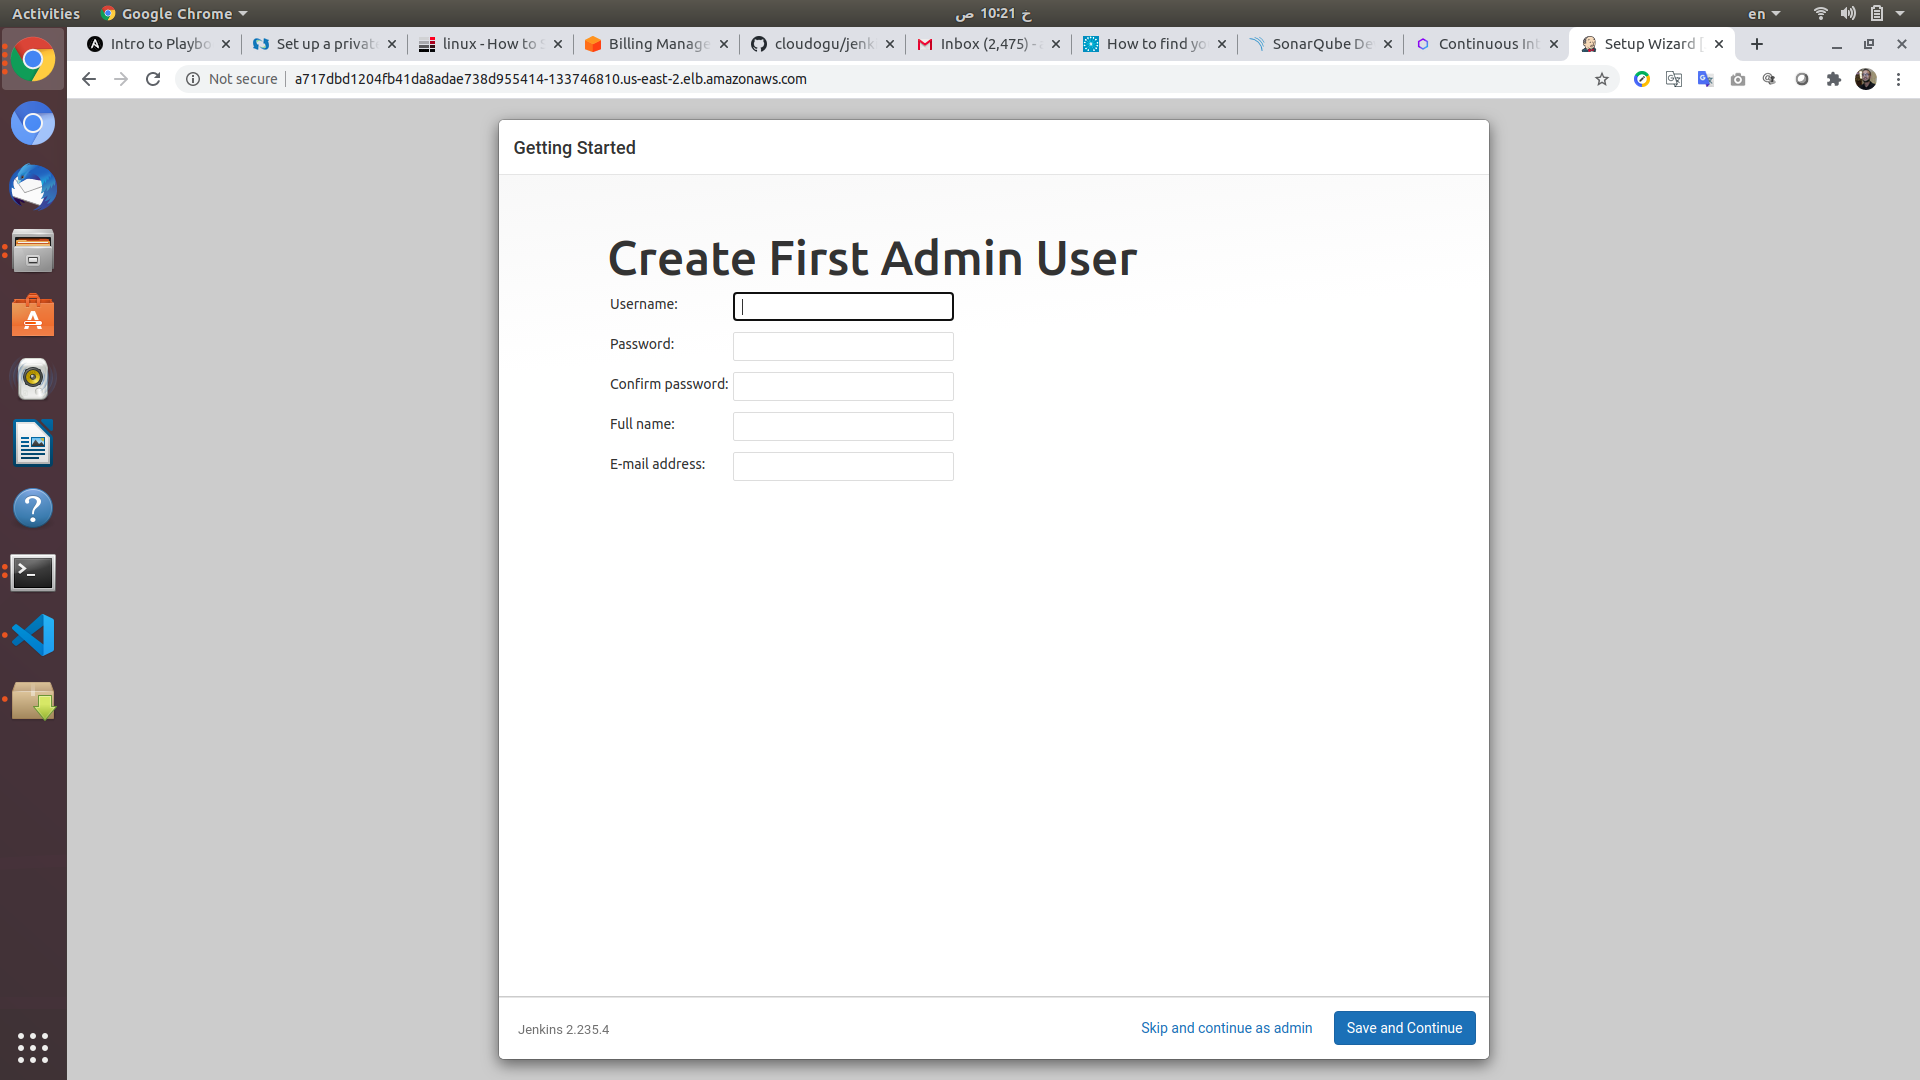 Activities
Google Chrome
خ 10:21 ص
en
Intro to Playbo
Set up a privat
linux - How to S
Billing Manage
cloudogu/jenk
Inbox (2,475) - a
How to find yo
SonarQube De
Continuous Int
Setup Wizard [
Not secure
a717dbd1204fb41da8adae738d955414-133746810.us-east-2.elb.amazonaws.com
Getting Started
Create First Admin User
Username:
Password:
Confirm password:
Full name:
E-mail address:
Jenkins 2.235.4
Skip and continue as admin
Save and Continue